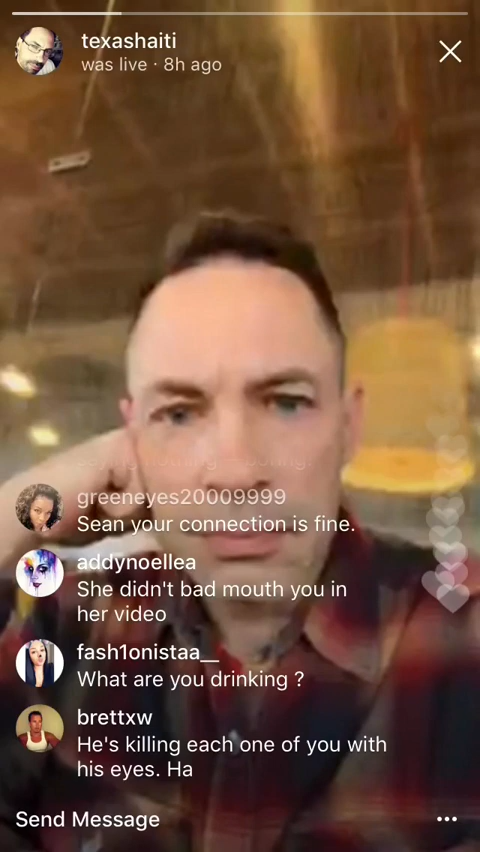 texashaiti
was live · 8h ago
greeneyes20009999
Sean your connection is fine.
addynoellea
She didn't bad mouth you in
her video
fash1onistaa__
What are you drinking ?
brettxw
He's killing each one of you with
his eyes. Ha
Send Message